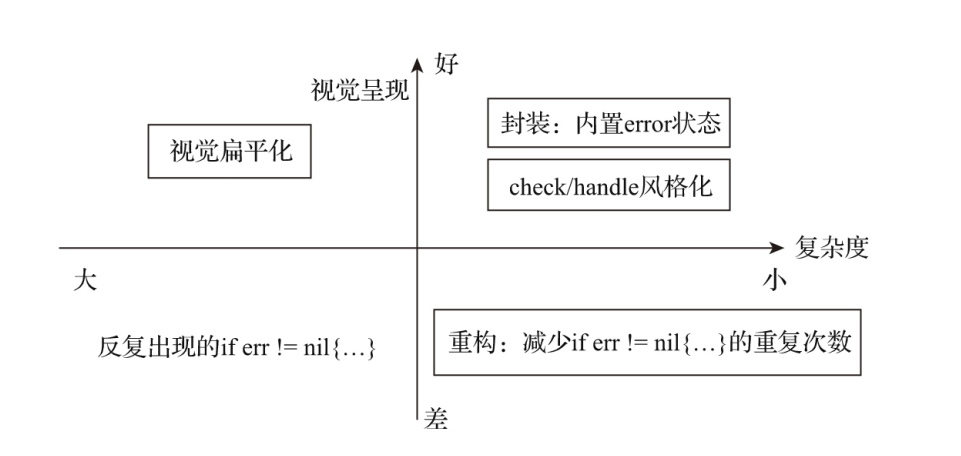 好
视觉呈现
封装：内置error状态
视觉扁平化
check/handle风格化
复杂度
大
小
反复出现的if err != nil{…}
重构：减少if err != nil{…}的重复次数
差